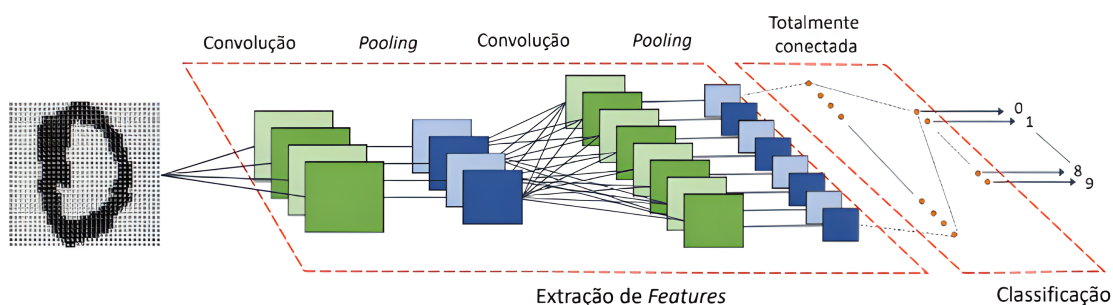 Convolução
Pooling
Convolução
Pooling
Totalmente
conectada
0
1
8
9
Extração de Features
Classificação